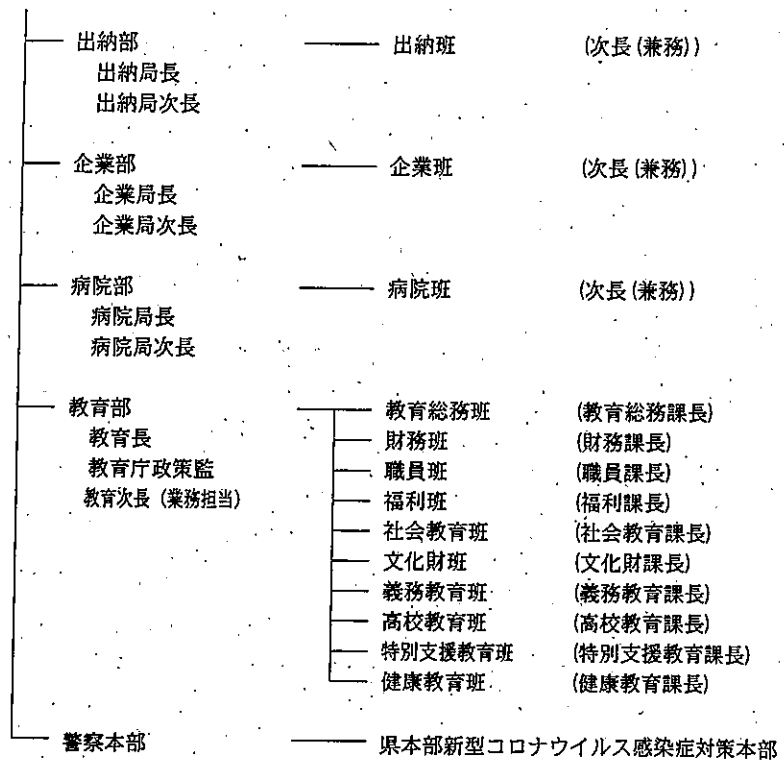 出納部 出納班 (次長(兼務))
出納局長
出納局次長
企業部 企業班 (次長(兼務))
企業局長
企業局次長
病院部 病院班 (次長(兼務))
病院局長
病院局次長
教育部 教育総務班 (教育総務課長)
教育長 財務班 (財務課長)
教育庁政策監 職員班 (職員課長)
教育次長(業務担当) 福利班 (福利課長)
社会教育班 (社会教育課長)
文化財班 (文化財課長)
義務教育班 (義務教育課長)
高校教育班 (高校教育課長)
特別支援教育班 (特別支援教育課長)
健康教育班 (健康教育課長)
警察本部 県本部新型コロナウイルス感染症対策本部